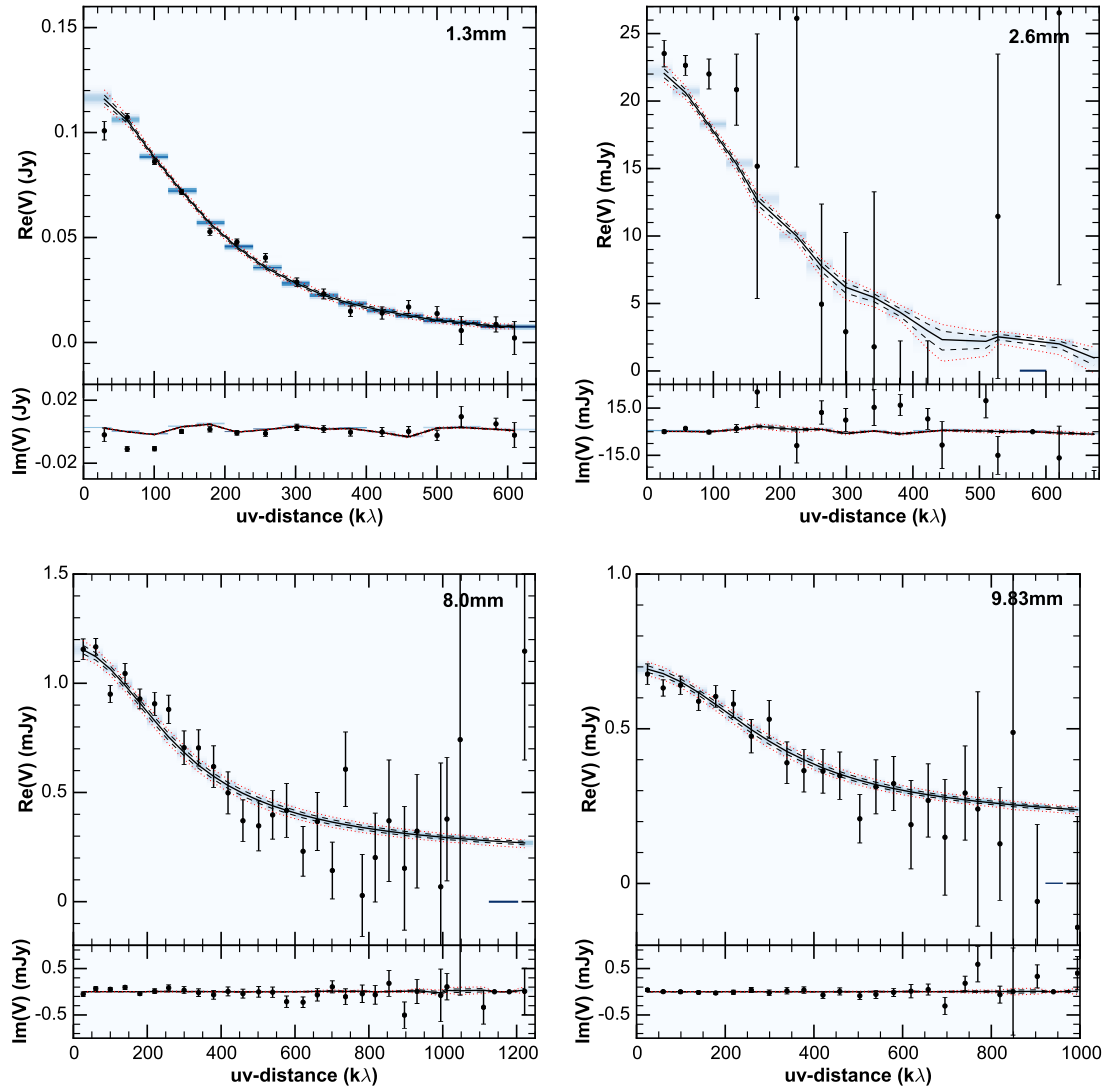 0.15
0.10
0.05
0.0
Re(V) (Jy)
1.3mm
0.02
-0.02
Im(V) (Jy)
0 100 200 300 400 500 600
uv-distance (kλ)
25
20
15
10
5
0
Re(V) (mJy)
2.6mm
15.0
-15.0
Im(V) (mJy)
0 100 200 300 400 500 600
uv-distance (kλ)
1.5
1.0
0.5
0
Re(V) (mJy)
8.0mm
0.5
-0.5
Im(V) (mJy)
0 200 400 600 800 1000 1200
uv-distance (kλ)
1.0
0.5
0
Re(V) (mJy)
9.83mm
0.5
-0.5
Im(V) (mJy)
0 200 400 600 800 1000
uv-distance (kλ)